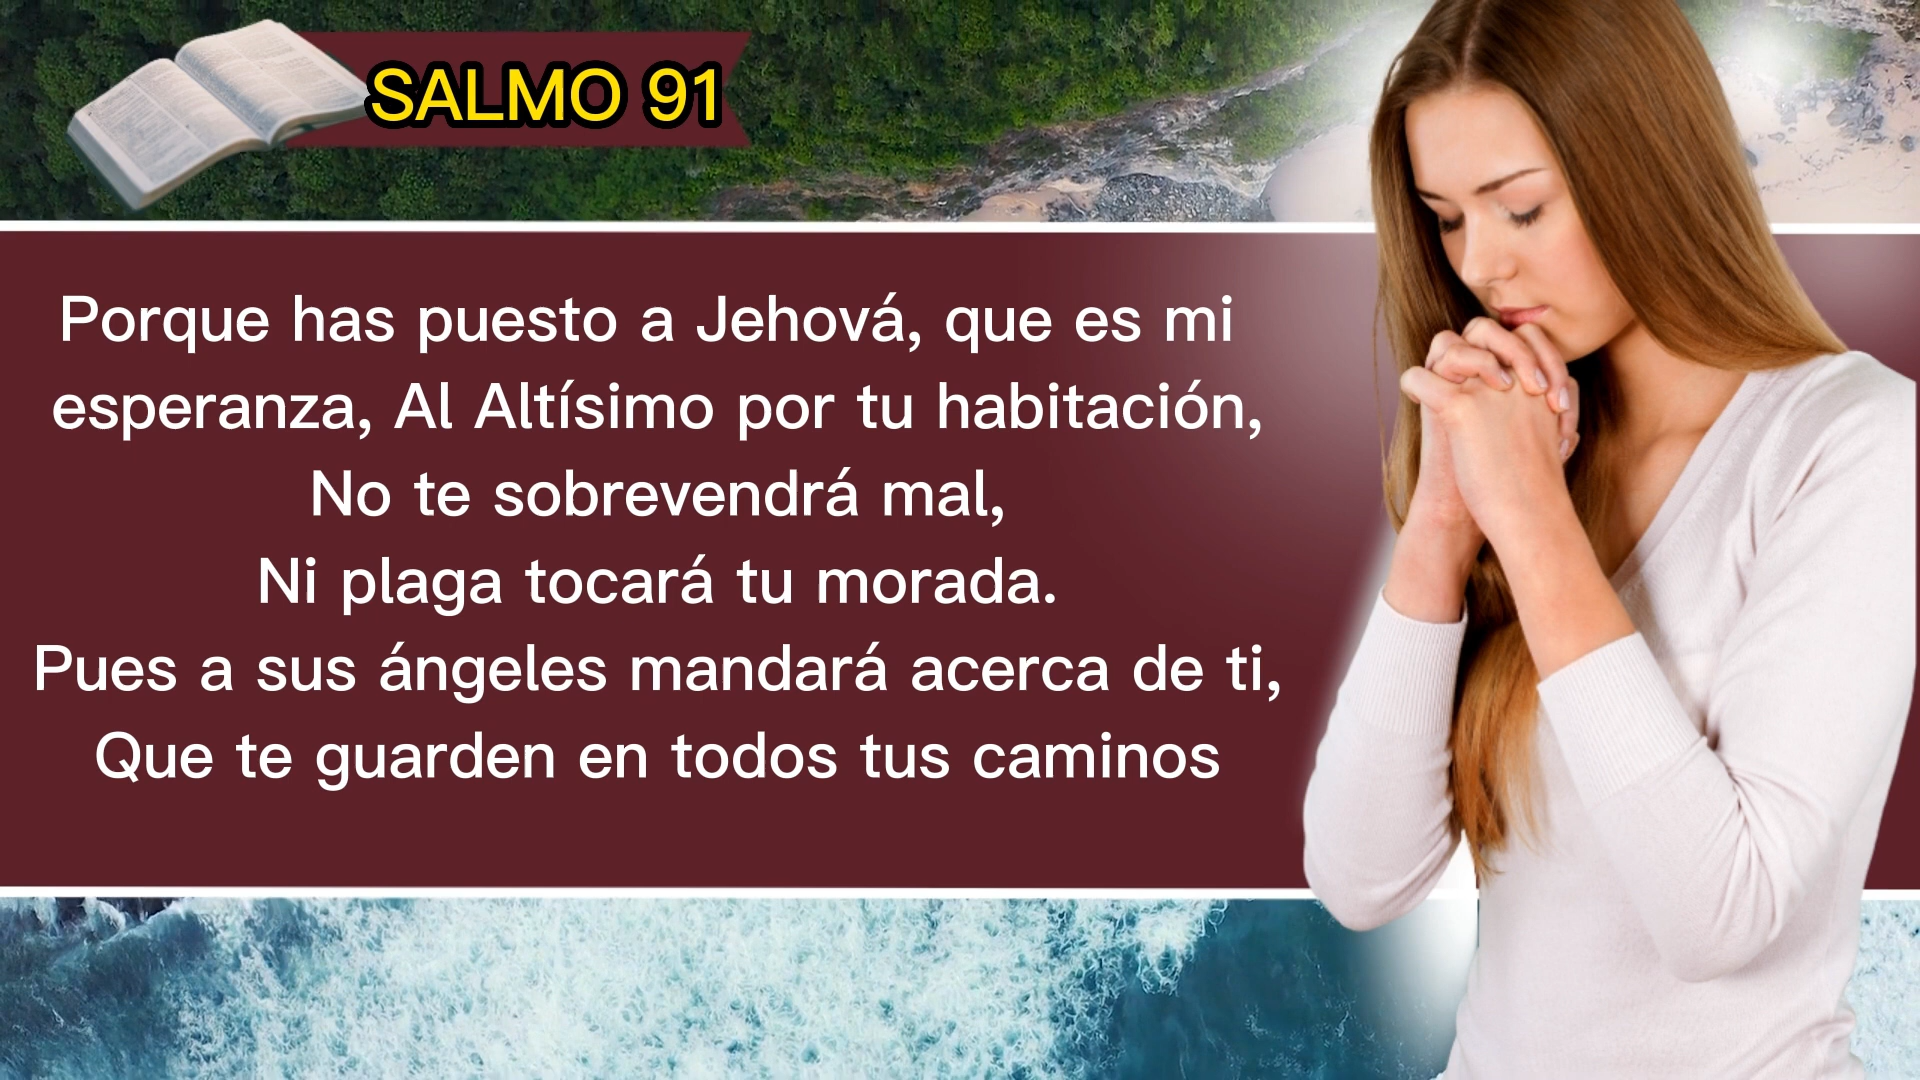 SALMO 91
Porque has puesto a Jehová, que es mi
esperanza, Al Altísimo por tu habitación,
No te sobrevendrá mal,
Ni plaga tocará tu morada.
Pues a sus ángeles mandará acerca de ti,
Que te guarden en todos tus caminos